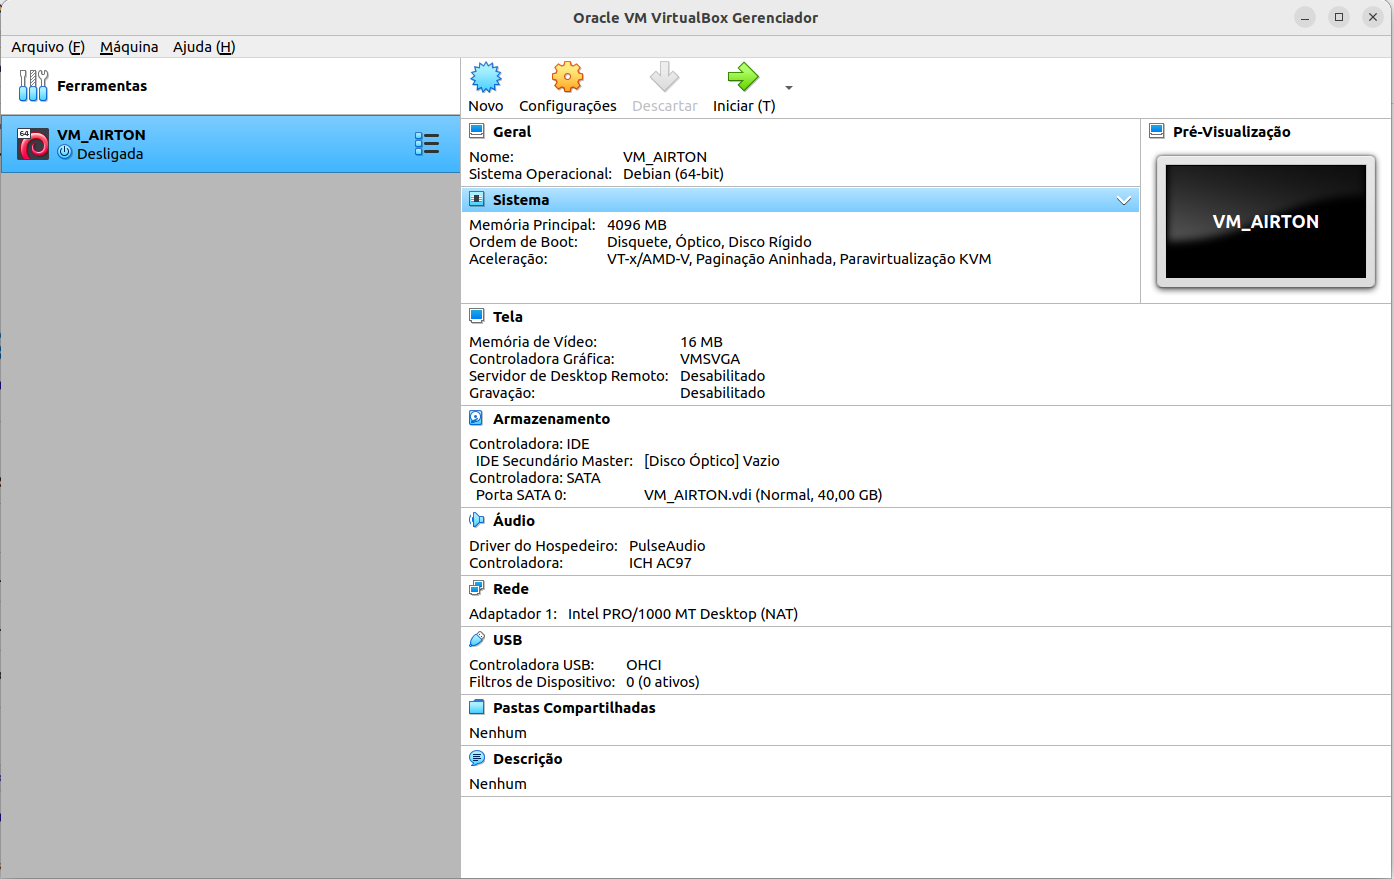 Oracle VM VirtualBox Gerenciador
Arquivo (F) Máquina Ajuda (H)
Ferramentas
64
VM_AIRTON
Desligada
Novo Configurações Descartar Iniciar (T)
Geral
Nome: VM_AIRTON
Sistema Operacional: Debian (64-bit)
Sistema
Memória Principal: 4096 MB
Ordem de Boot: Disquete, Óptico, Disco Rígido
Aceleração: VT-x/AMD-V, Paginação Aninhada, Paravirtualização KVM
Pré-Visualização
VM_AIRTON
Tela
Memória de Vídeo: 16 MB
Controladora Gráfica: VMSVGA
Servidor de Desktop Remoto: Desabilitado
Gravação: Desabilitado
Armazenamento
Controladora: IDE
IDE Secundário Master: [Disco Óptico] Vazio
Controladora: SATA
Porta SATA 0: VM_AIRTON.vdi (Normal, 40,00 GB)
Áudio
Driver do Hospedeiro: PulseAudio
Controladora: ICH AC97
Rede
Adaptador 1: Intel PRO/1000 MT Desktop (NAT)
USB
Controladora USB: OHCI
Filtros de Dispositivo: 0 (0 ativos)
Pastas Compartilhadas
Nenhum
Descrição
Nenhum